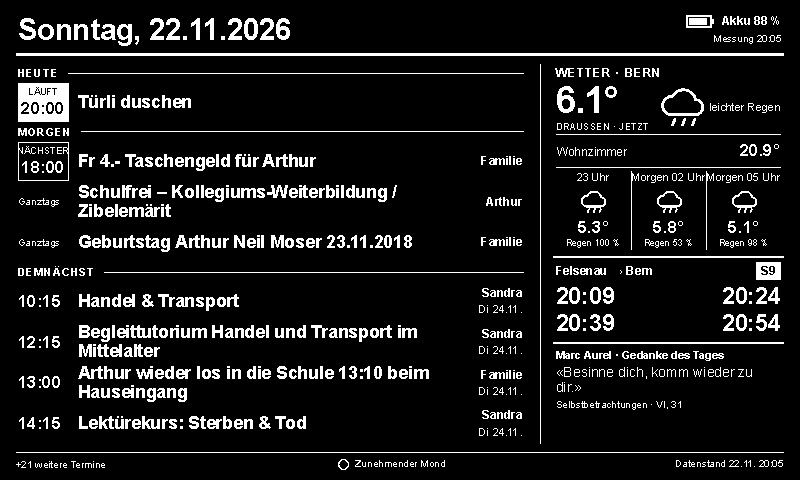 Sonntag, 22.11.2026
Akku 88 %
Messung 20:05
HEUTE
LÄUFT
20:00
Türli duschen
MORGEN
NÄCHSTER
18:00
Fr 4.- Taschengeld für Arthur
Familie
Ganztags
Schulfrei – Kollegiums-Weiterbildung /
Zibelemärit
Arthur
Ganztags
Geburtstag Arthur Neil Moser 23.11.2018
Familie
DEMNÄCHST
10:15
Handel & Transport
Sandra
Di 24.11.
12:15
Begleittutorium Handel und Transport im
Mittelalter
Sandra
Di 24.11.
13:00
Arthur wieder los in die Schule 13:10 beim
Hauseingang
Familie
Di 24.11.
14:15
Lektürekurs: Sterben & Tod
Sandra
Di 24.11.
WETTER · BERN
6.1°
leichter Regen
DRAUSSEN · JETZT
Wohnzimmer
20.9°
23 Uhr
Morgen 02 Uhr
Morgen 05 Uhr
5.3°
5.8°
5.1°
Regen 100 %
Regen 53 %
Regen 98 %
Felsenau → Bern
S9
20:09
20:24
20:39
20:54
Marc Aurel · Gedanke des Tages
«Besinne dich, komm wieder zu
dir.»
Selbstbetrachtungen · VI, 31
+21 weitere Termine
Zunehmender Mond
Datenstand 22.11. 20:05